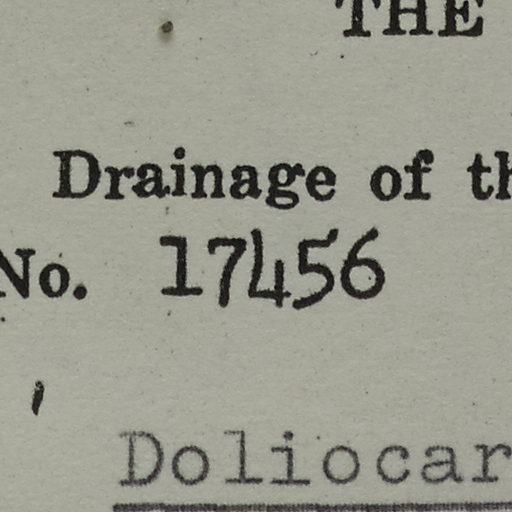 THE
Drainage of th
No. 17456
Doliocar